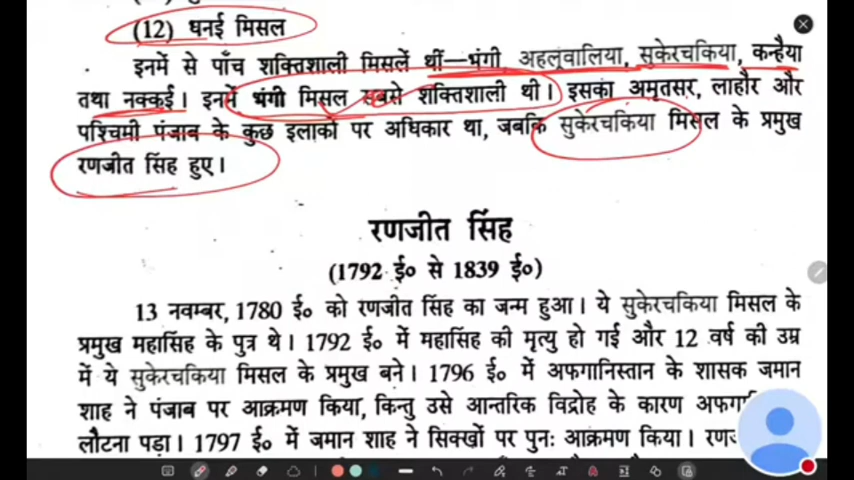 (12) धनई मिसल
इनमें से पाँच शक्तिशाली मिसलें थीं—भंगी अहलूवालिया, सुकेरचकिया, कन्हैया
तथा नक्कई। इनमें भंगी मिसल सबसे शक्तिशाली थी। इसका अमृतसर, लाहौर और
पश्चिमी पंजाब के कुछ इलाकों पर अधिकार था, जबकि सुकेरचकिया मिसल के प्रमुख
रणजीत सिंह हुए।
रणजीत सिंह
(1792 ई० से 1839 ई०)
13 नवम्बर, 1780 ई० को रणजीत सिंह का जन्म हुआ। ये सुकेरचकिया मिसल के
प्रमुख महासिंह के पुत्र थे। 1792 ई० में महासिंह की मृत्यु हो गई और 12 वर्ष की उम्र
में ये सुकेरचकिया मिसल के प्रमुख बने। 1796 ई० में अफगानिस्तान के शासक जमान
शाह ने पंजाब पर आक्रमण किया, किन्तु उसे आन्तरिक विद्रोह के कारण
लौटना पड़ा। 1797 ई० में जमान शाह ने सिक्खों पर पुनः आक्रमण किया।